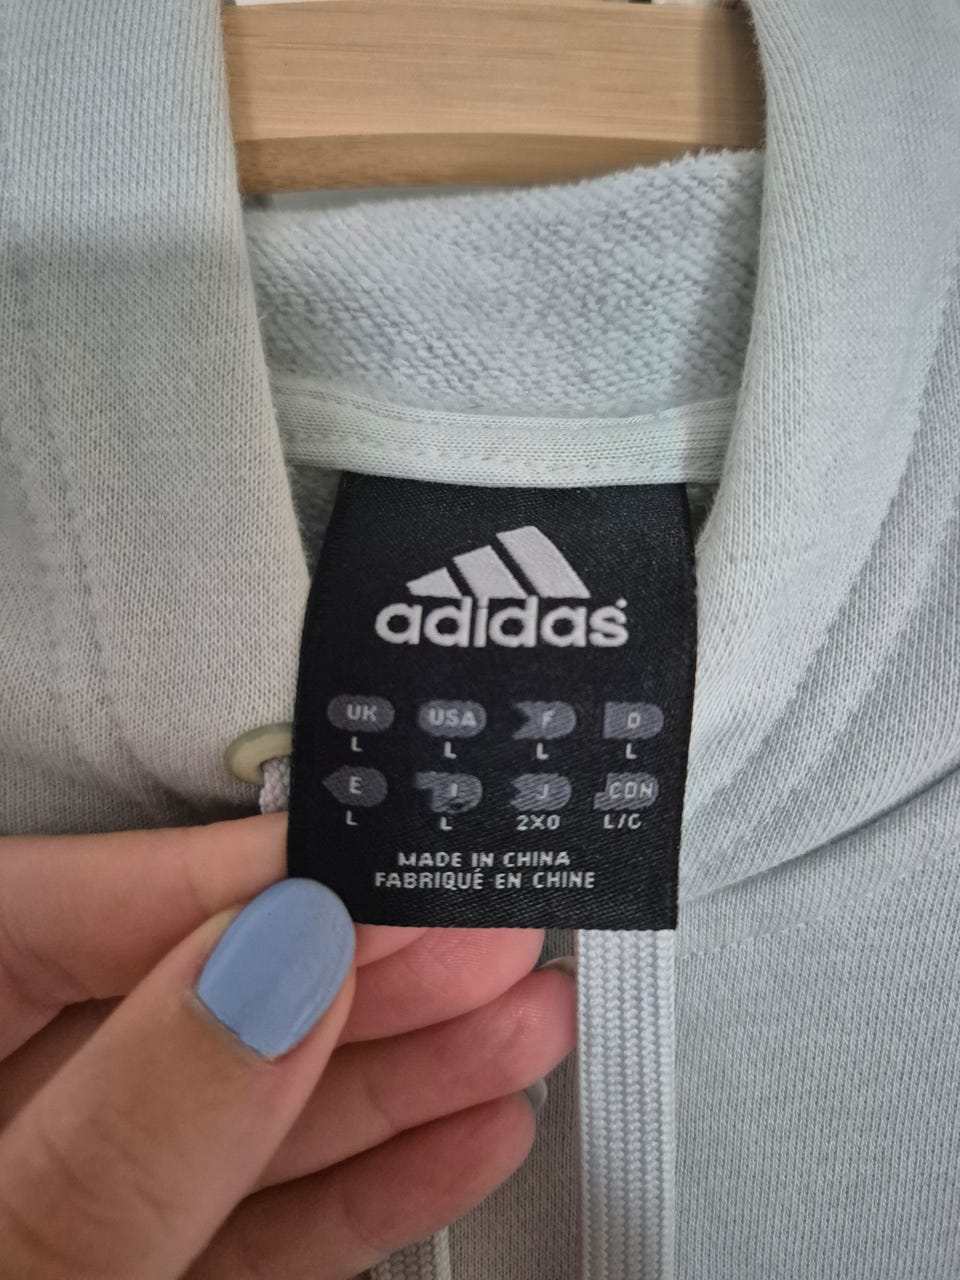 adidas
UK USA F D
L L L L
E I J CDN
L L 2XO L/G
MADE IN CHINA
FABRIQUÉ EN CHINE